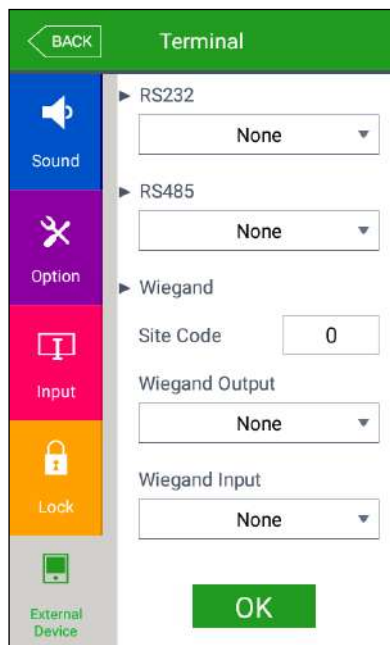 BACK
Terminal
Sound
Option
Input
Lock
External
Device
RS232
None
RS485
None
Wiegand
Site Code 0
Wiegand Output
None
Wiegand Input
None
OK